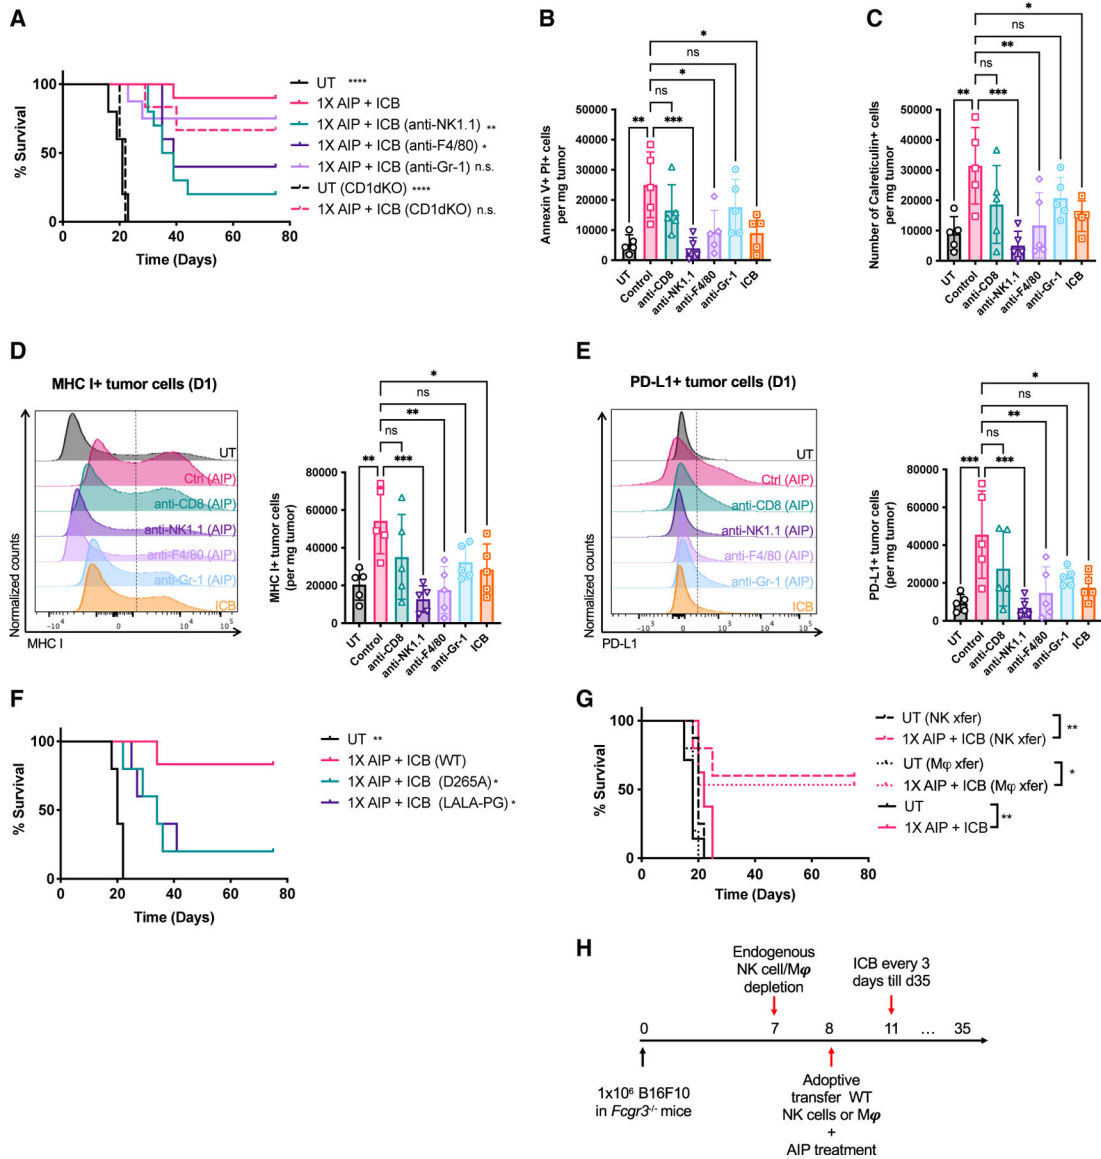 A
100
50
0
% Survival
0 20 40 60 80
Time (Days)
UT ****
1X AIP + ICB
1X AIP + ICB (anti-NK1.1) **
1X AIP + ICB (anti-F4/80) *
1X AIP + ICB (anti-Gr-1) n.s.
UT (CD1dKO) ****
1X AIP + ICB (CD1dKO) n.s.
B
*
ns
*
ns
** ***
50000
40000
30000
20000
10000
0
Annexin V+ PI+ cells
per mg tumor
UT
Control
anti-CD8
anti-NK1.1
anti-F4/80
anti-Gr-1
ICB
C
*
ns
**
ns
** ***
50000
40000
30000
20000
10000
0
Number of Calreticulin+ cells
per mg tumor
UT
Control
anti-CD8
anti-NK1.1
anti-F4/80
anti-Gr-1
ICB
D
MHC I+ tumor cells (D1)
Normalized counts
UT
Ctrl (AIP)
anti-CD8 (AIP)
anti-NK1.1 (AIP)
anti-F4/80 (AIP)
anti-Gr-1 (AIP)
ICB
-10⁴ 0 10⁴ 10⁵
MHC I
*
ns
**
ns
** ***
80000
60000
40000
20000
0
MHC I+ tumor cells
(per mg tumor)
UT
Control
anti-CD8
anti-NK1.1
anti-F4/80
anti-Gr-1
ICB
E
PD-L1+ tumor cells (D1)
Normalized counts
UT
Ctrl (AIP)
anti-CD8 (AIP)
anti-NK1.1 (AIP)
anti-F4/80 (AIP)
anti-Gr-1 (AIP)
ICB
-10³ 0 10³ 10⁴ 10⁵
PD-L1
*
ns
**
ns
*** ***
80000
60000
40000
20000
0
PD-L1+ tumor cells
(per mg tumor)
UT
Control
anti-CD8
anti-NK1.1
anti-F4/80
anti-Gr-1
ICB
F
100
50
0
% Survival
0 20 40 60 80
Time (Days)
UT **
1X AIP + ICB (WT)
1X AIP + ICB (D265A) *
1X AIP + ICB (LALA-PG) *
G
100
50
0
% Survival
0 20 40 60 80
Time (Days)
UT (NK xfer)
1X AIP + ICB (NK xfer)
**
UT (Mφ xfer)
1X AIP + ICB (Mφ xfer)
*
UT
1X AIP + ICB
**
H
Endogenous
NK cell/Mφ
depletion
ICB every 3
days till d35
0 7 8 11 ... 35
1x10⁶ B16F10
in Fcgr3⁻/⁻ mice
Adoptive
transfer WT
NK cells or Mφ
+
AIP treatment